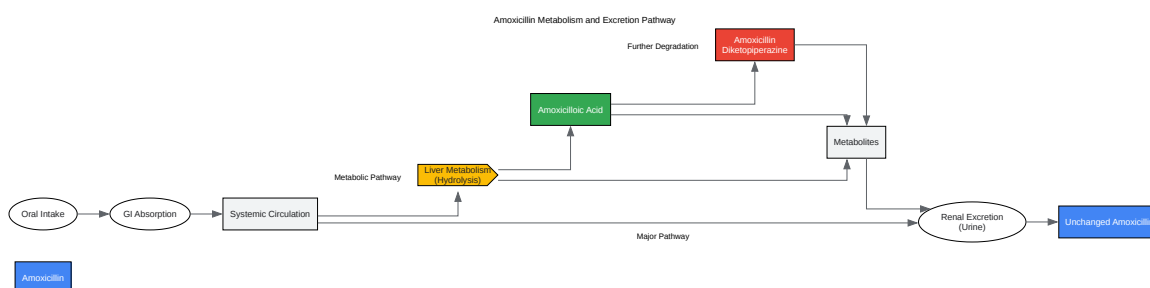 Amoxicillin Metabolism and Excretion Pathway
Amoxicillin
Diketopiperazine
Further Degradation
Amoxicilloic Acid
Metabolites
Liver Metabolism
(Hydrolysis)
Metabolic Pathway
Oral Intake
GI Absorption
Systemic Circulation
Renal Excretion
(Urine)
Unchanged Amoxicillin
Major Pathway
Amoxicillin